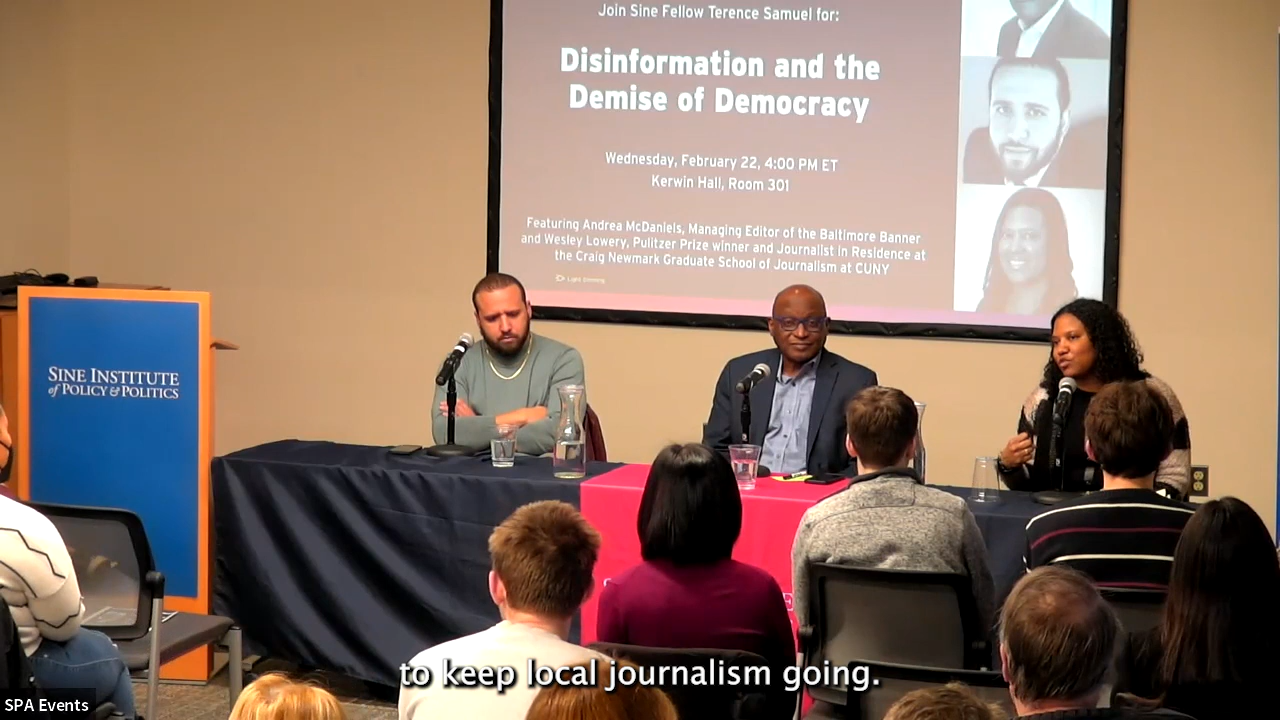 Join Sine Fellow Terence Samuel for:
Disinformation and the
Demise of Democracy
Wednesday, February 22, 4:00 PM ET
Kerwin Hall, Room 301
Featuring Andrea McDaniels, Managing Editor of the Baltimore Banner
and Wesley Lowery, Pulitzer Prize winner and Journalist in Residence at
the Craig Newmark Graduate School of Journalism at CUNY
SINE INSTITUTE
of POLICY & POLITICS
to keep local journalism going.
SPA Events